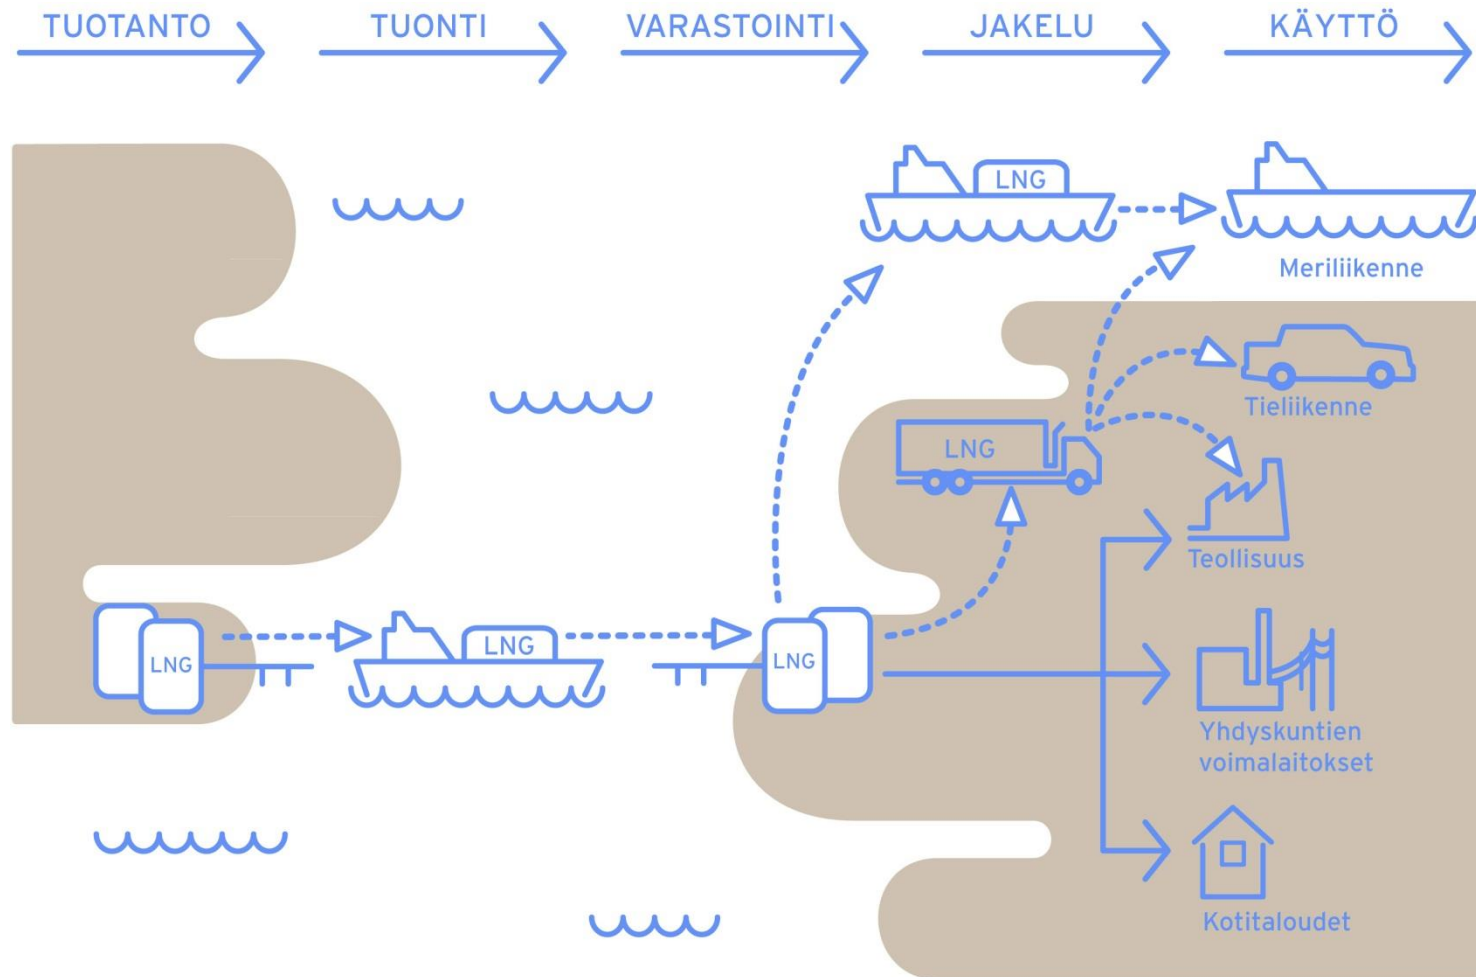 TUOTANTO
TUONTI
VARASTOINTI
JAKELU
KÄYTTÖ
LNG
Meriliikenne
Tieliikenne
LNG
Teollisuus
LNG
LNG
LNG
Yhdyskuntien
voimalaitokset
Kotitaloudet